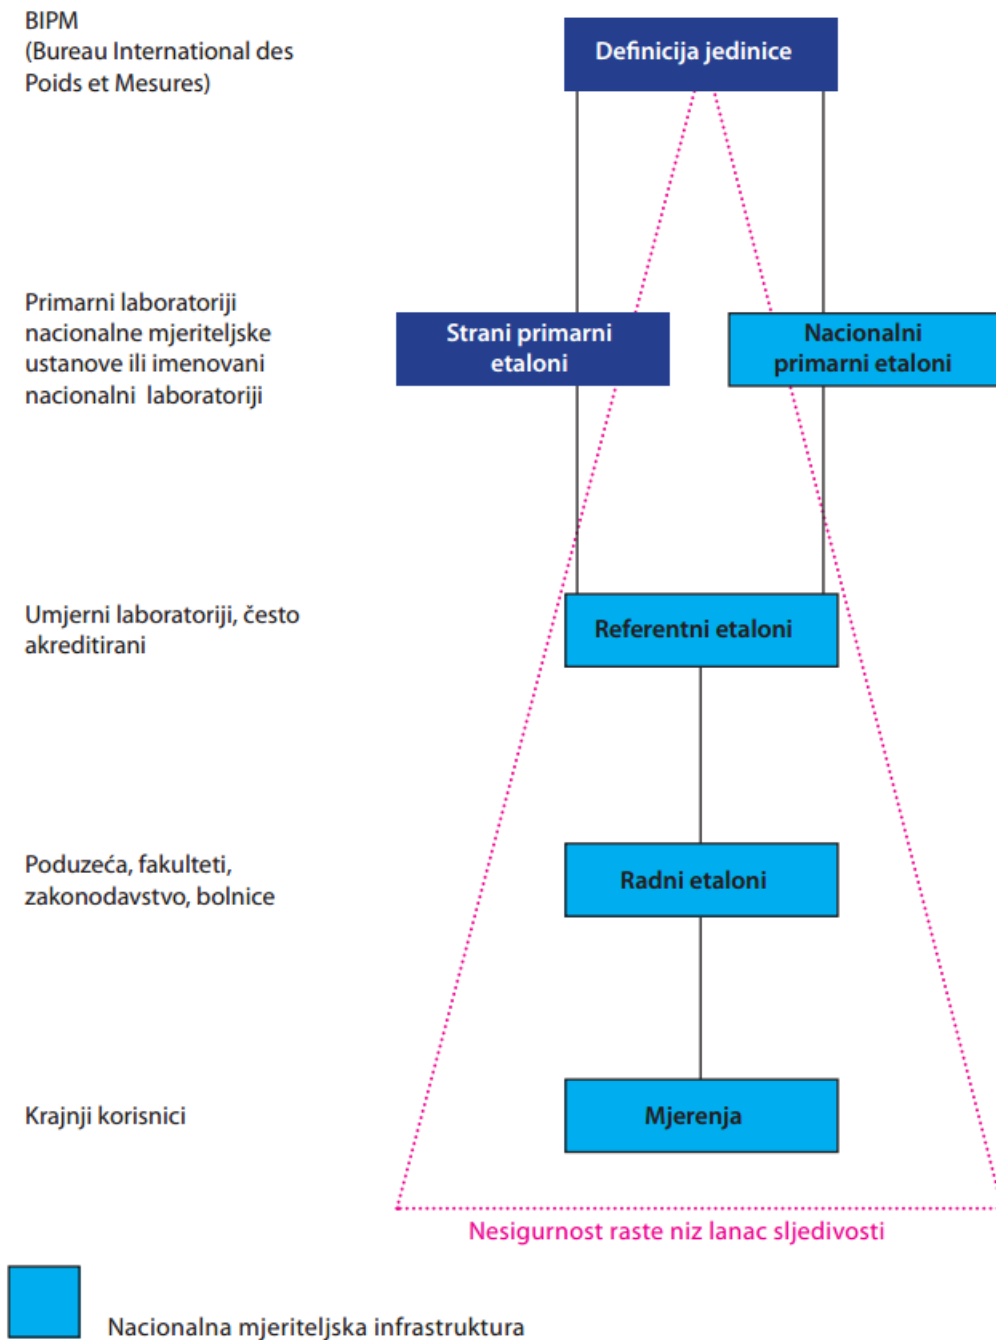 BIPM
(Bureau International des
Poids et Mesures)
Definicija jedinice
Primarni laboratoriji
nacionalne mjeriteljske
ustanove ili imenovani
nacionalni laboratoriji
Strani primarni
etaloni
Nacionalni
primarni etaloni
Umjerni laboratoriji, često
akreditirani
Referentni etaloni
Poduzeća, fakulteti,
zakonodavstvo, bolnice
Radni etaloni
Krajnji korisnici
Mjerenja
Nesigurnost raste niz lanac sljedivosti
Nacionalna mjeriteljska infrastruktura